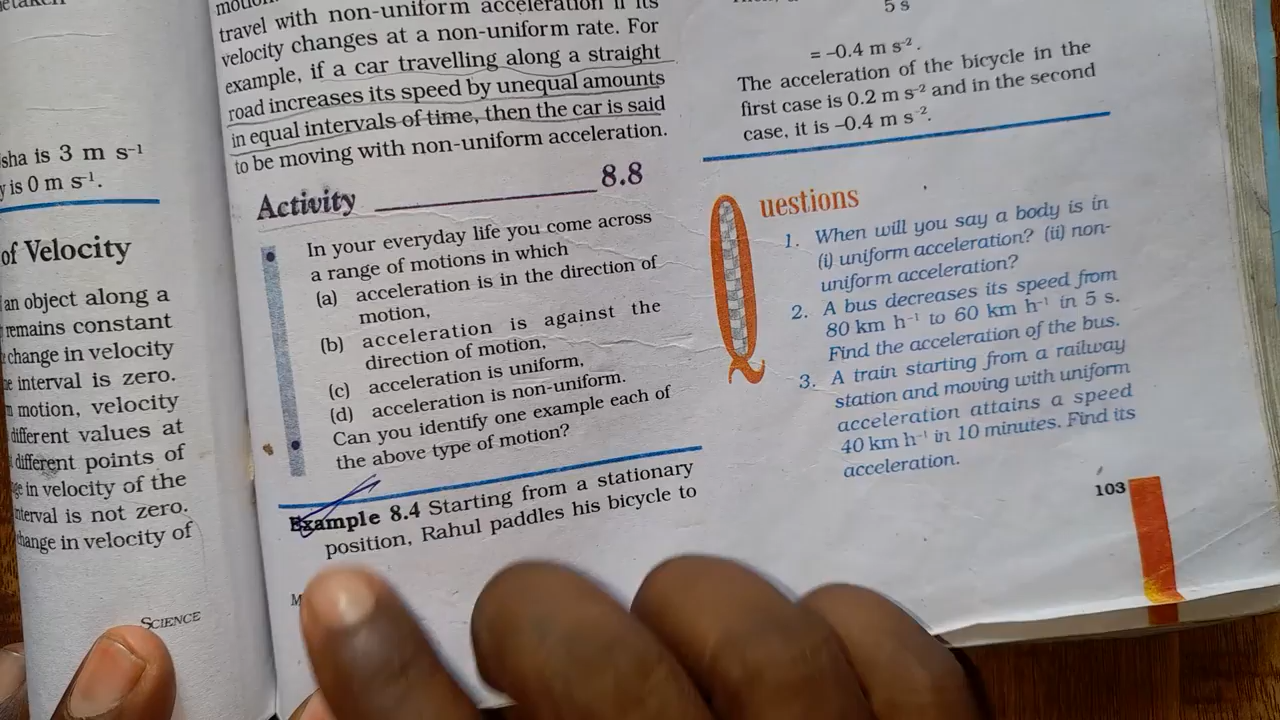 sha is 3 m s⁻¹
y is 0 m s⁻¹.
of Velocity
an object along a
remains constant
change in velocity
interval is zero.
motion, velocity
different values at
different points of
in velocity of the
interval is not zero.
change in velocity of
SCIENCE
travel with non-uniform acceleration if its
velocity changes at a non-uniform rate. For
example, if a car travelling along a straight
road increases its speed by unequal amounts
in equal intervals of time, then the car is said
to be moving with non-uniform acceleration.
Activity 8.8
• In your everyday life you come across
a range of motions in which
(a) acceleration is in the direction of
motion,
(b) acceleration is against the
direction of motion,
(c) acceleration is uniform,
(d) acceleration is non-uniform.
• Can you identify one example each of
the above type of motion?
Example 8.4 Starting from a stationary
position, Rahul paddles his bicycle to
5 s
= –0.4 m s⁻².
The acceleration of the bicycle in the
first case is 0.2 m s⁻² and in the second
case, it is –0.4 m s⁻².
Questions
1. When will you say a body is in
(i) uniform acceleration? (ii) non-
uniform acceleration?
2. A bus decreases its speed from
80 km h⁻¹ to 60 km h⁻¹ in 5 s.
Find the acceleration of the bus.
3. A train starting from a railway
station and moving with uniform
acceleration attains a speed
40 km h⁻¹ in 10 minutes. Find its
acceleration.
103